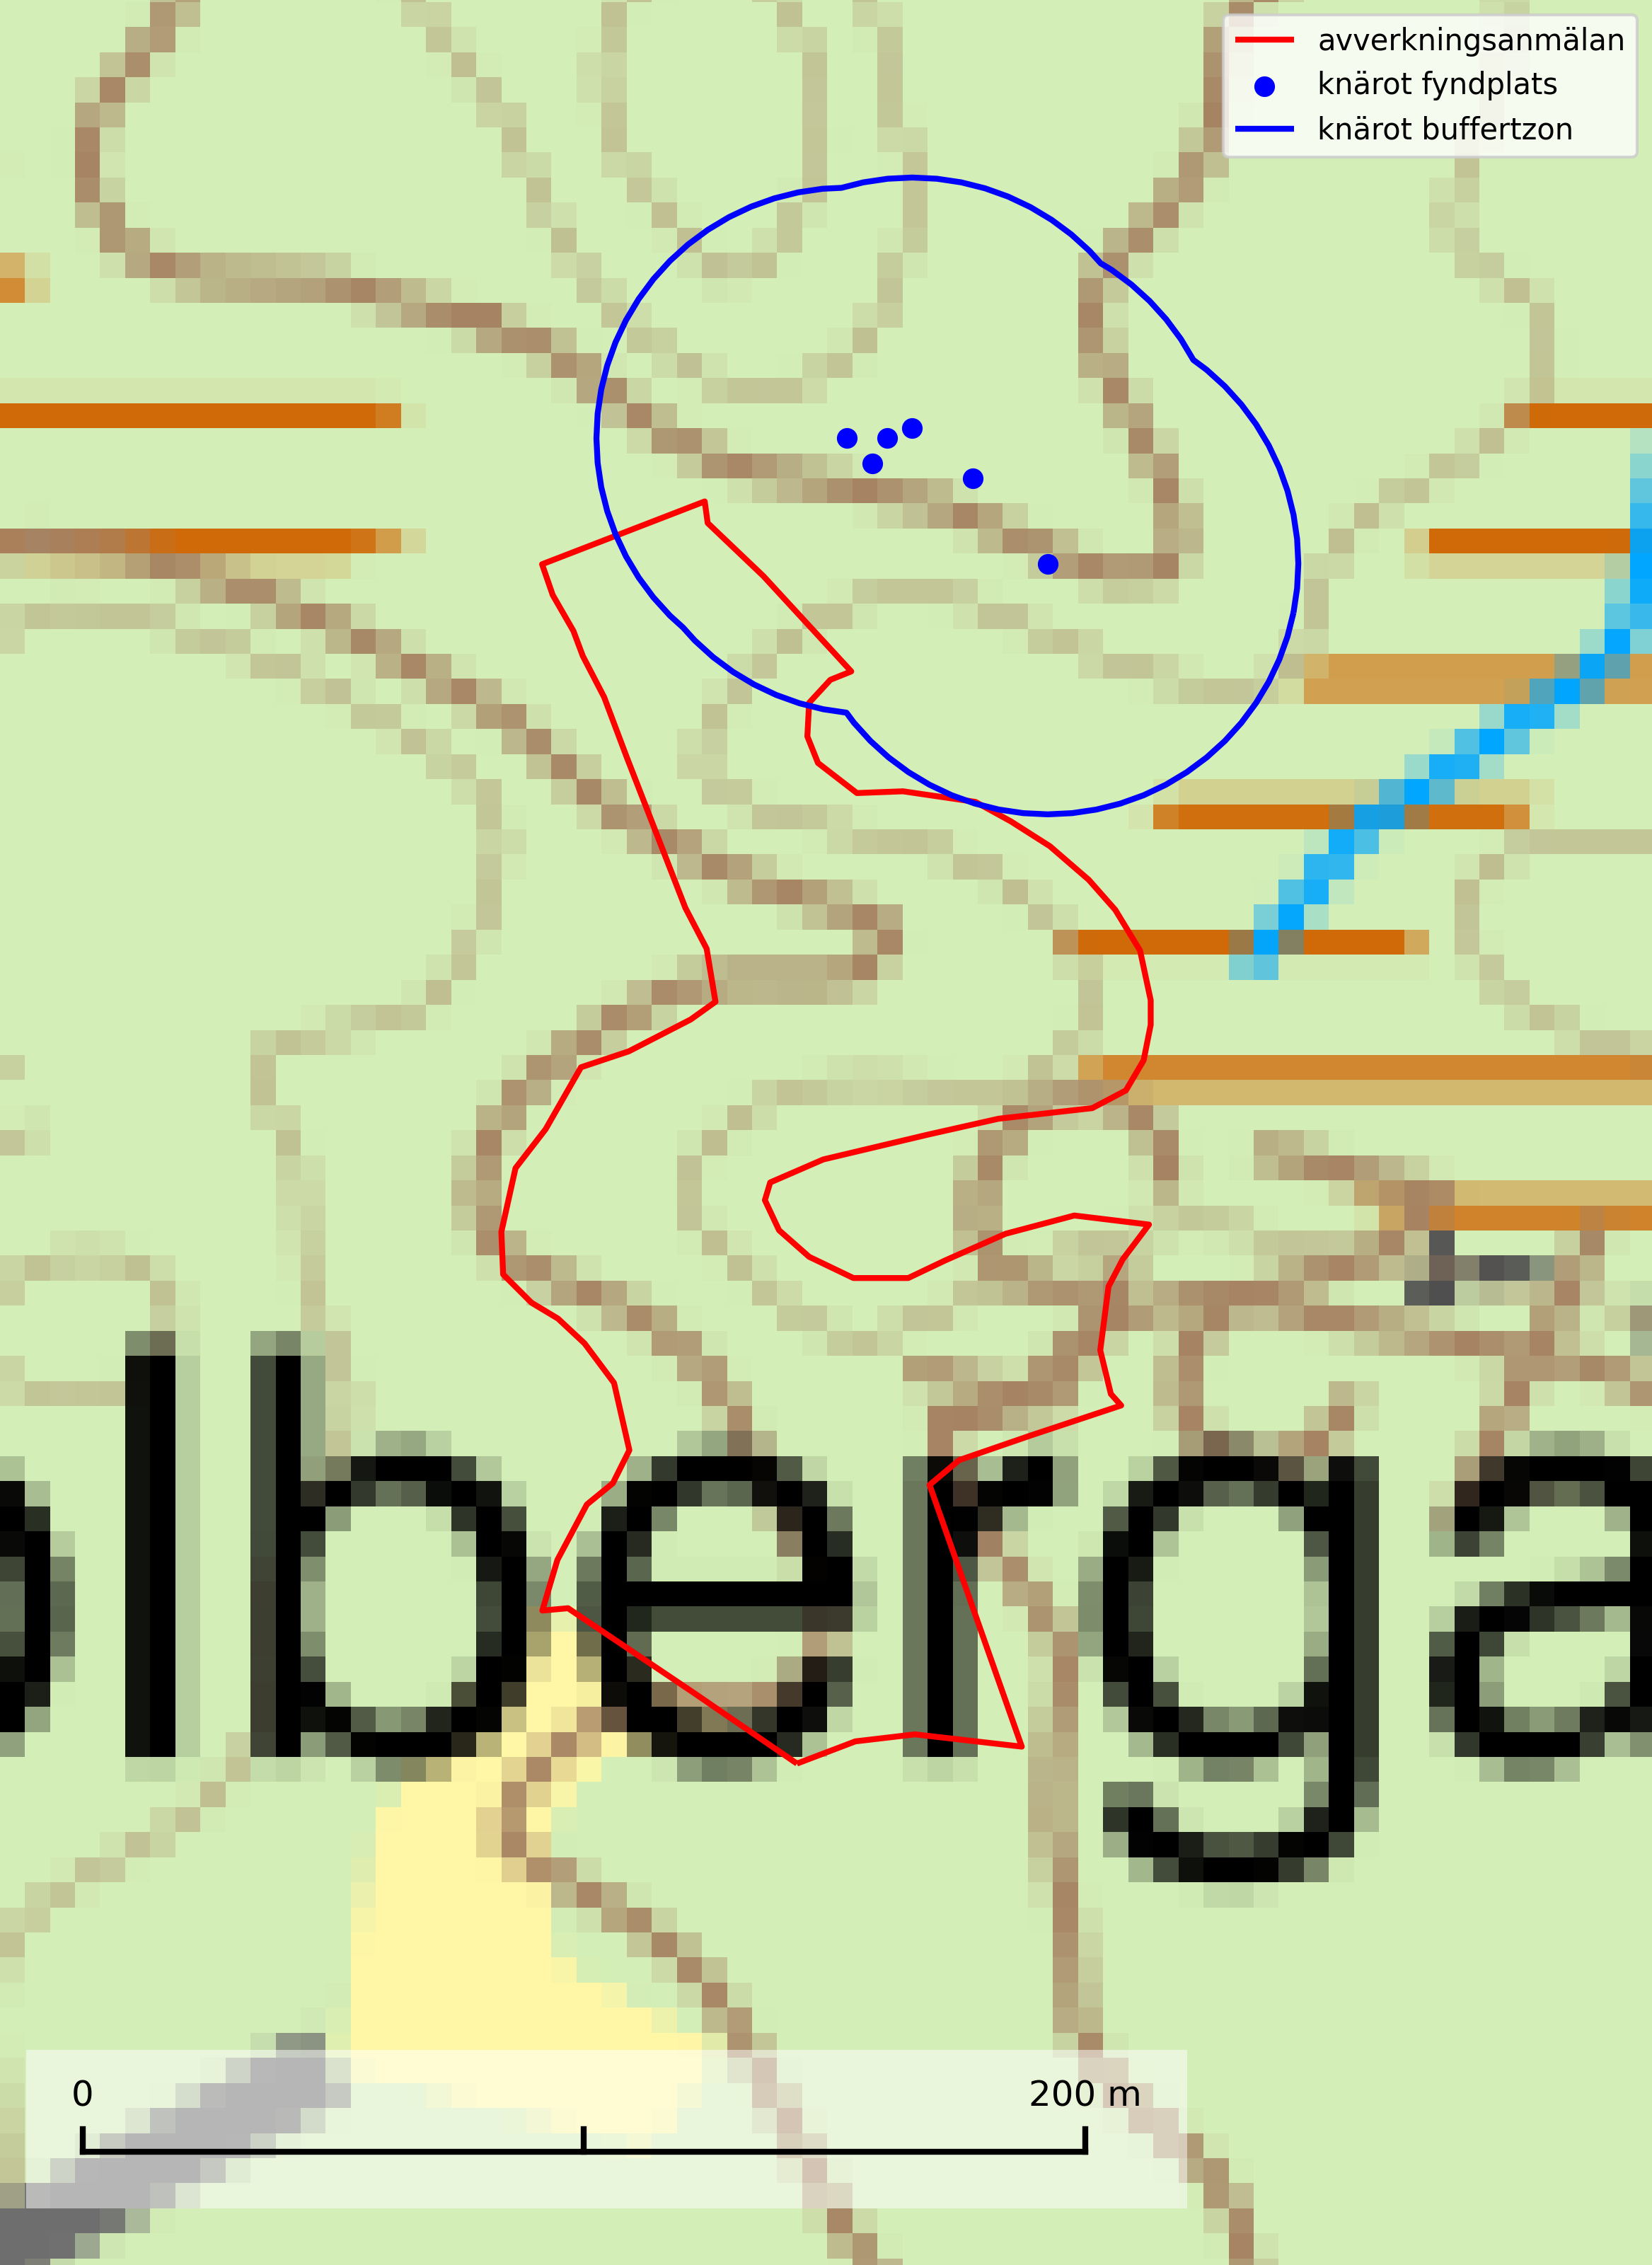 avverkningsanmälan
knärot fyndplats
knärot buffertzon
lberga
0 200 m